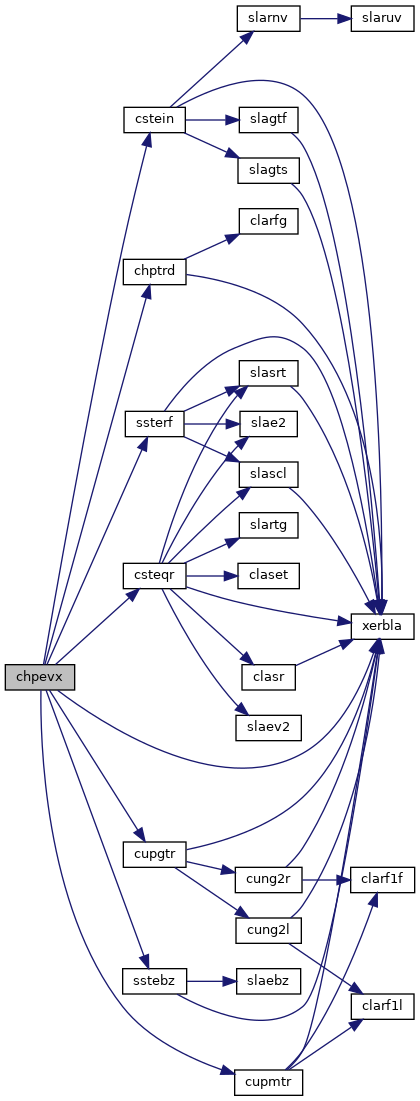 slarnv
slaruv
cstein
slagtf
slagts
clarfg
chptrd
slasrt
ssterf
slae2
slascl
slartg
csteqr
claset
xerbla
chpevx
clasr
slaev2
cupgtr
cung2r
clarf1f
cung2l
sstebz
slaebz
clarf1l
cupmtr